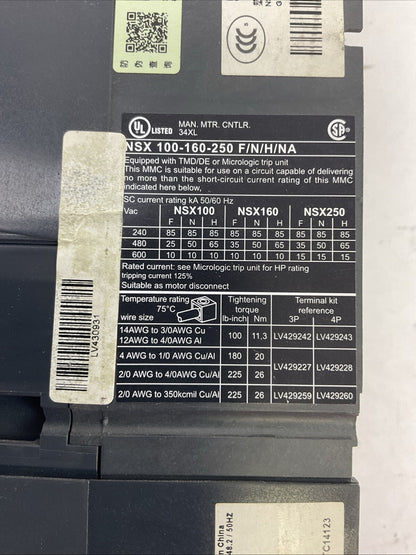 防 伪 查 询
UL LISTED
MAN. MTR. CNTLR.
34XL
NSX 100-160-250 F/N/H/NA
Equipped with TMD/DE or Micrologic trip unit
This MMC is suitable for use on a circuit capable of delivering
no more than the short-circuit current rating of this MMC
indicated here below,
SC current rating kA 50/60 Hz
Vac NSX100 NSX160 NSX250
F N H F N H F N H
240 85 85 85 85 85 85 85 85 85
480 25 50 65 35 50 65 35 50 65
600 10 10 10 10 10 10 15 15 15
Rated current: see Micrologic trip unit for HP rating
tripping current 125%
Suitable as motor disconnect
Temperature rating 75°C wire size Tightening torque Terminal kit reference
lb-inch Nm 3P 4P
14AWG to 3/0AWG Cu
12AWG to 4/0AWG Al 100 11,3 LV429242 LV429243
4 AWG to 1/0 AWG Cu/Al 180 20 LV429227 LV429228
2/0 AWG to 4/0AWG Cu/Al 225 26
2/0 AWG to 350kcmil Cu/Al 225 26 LV429259 LV429260
LV430931
n China
48.2 / 50HZ
C14123